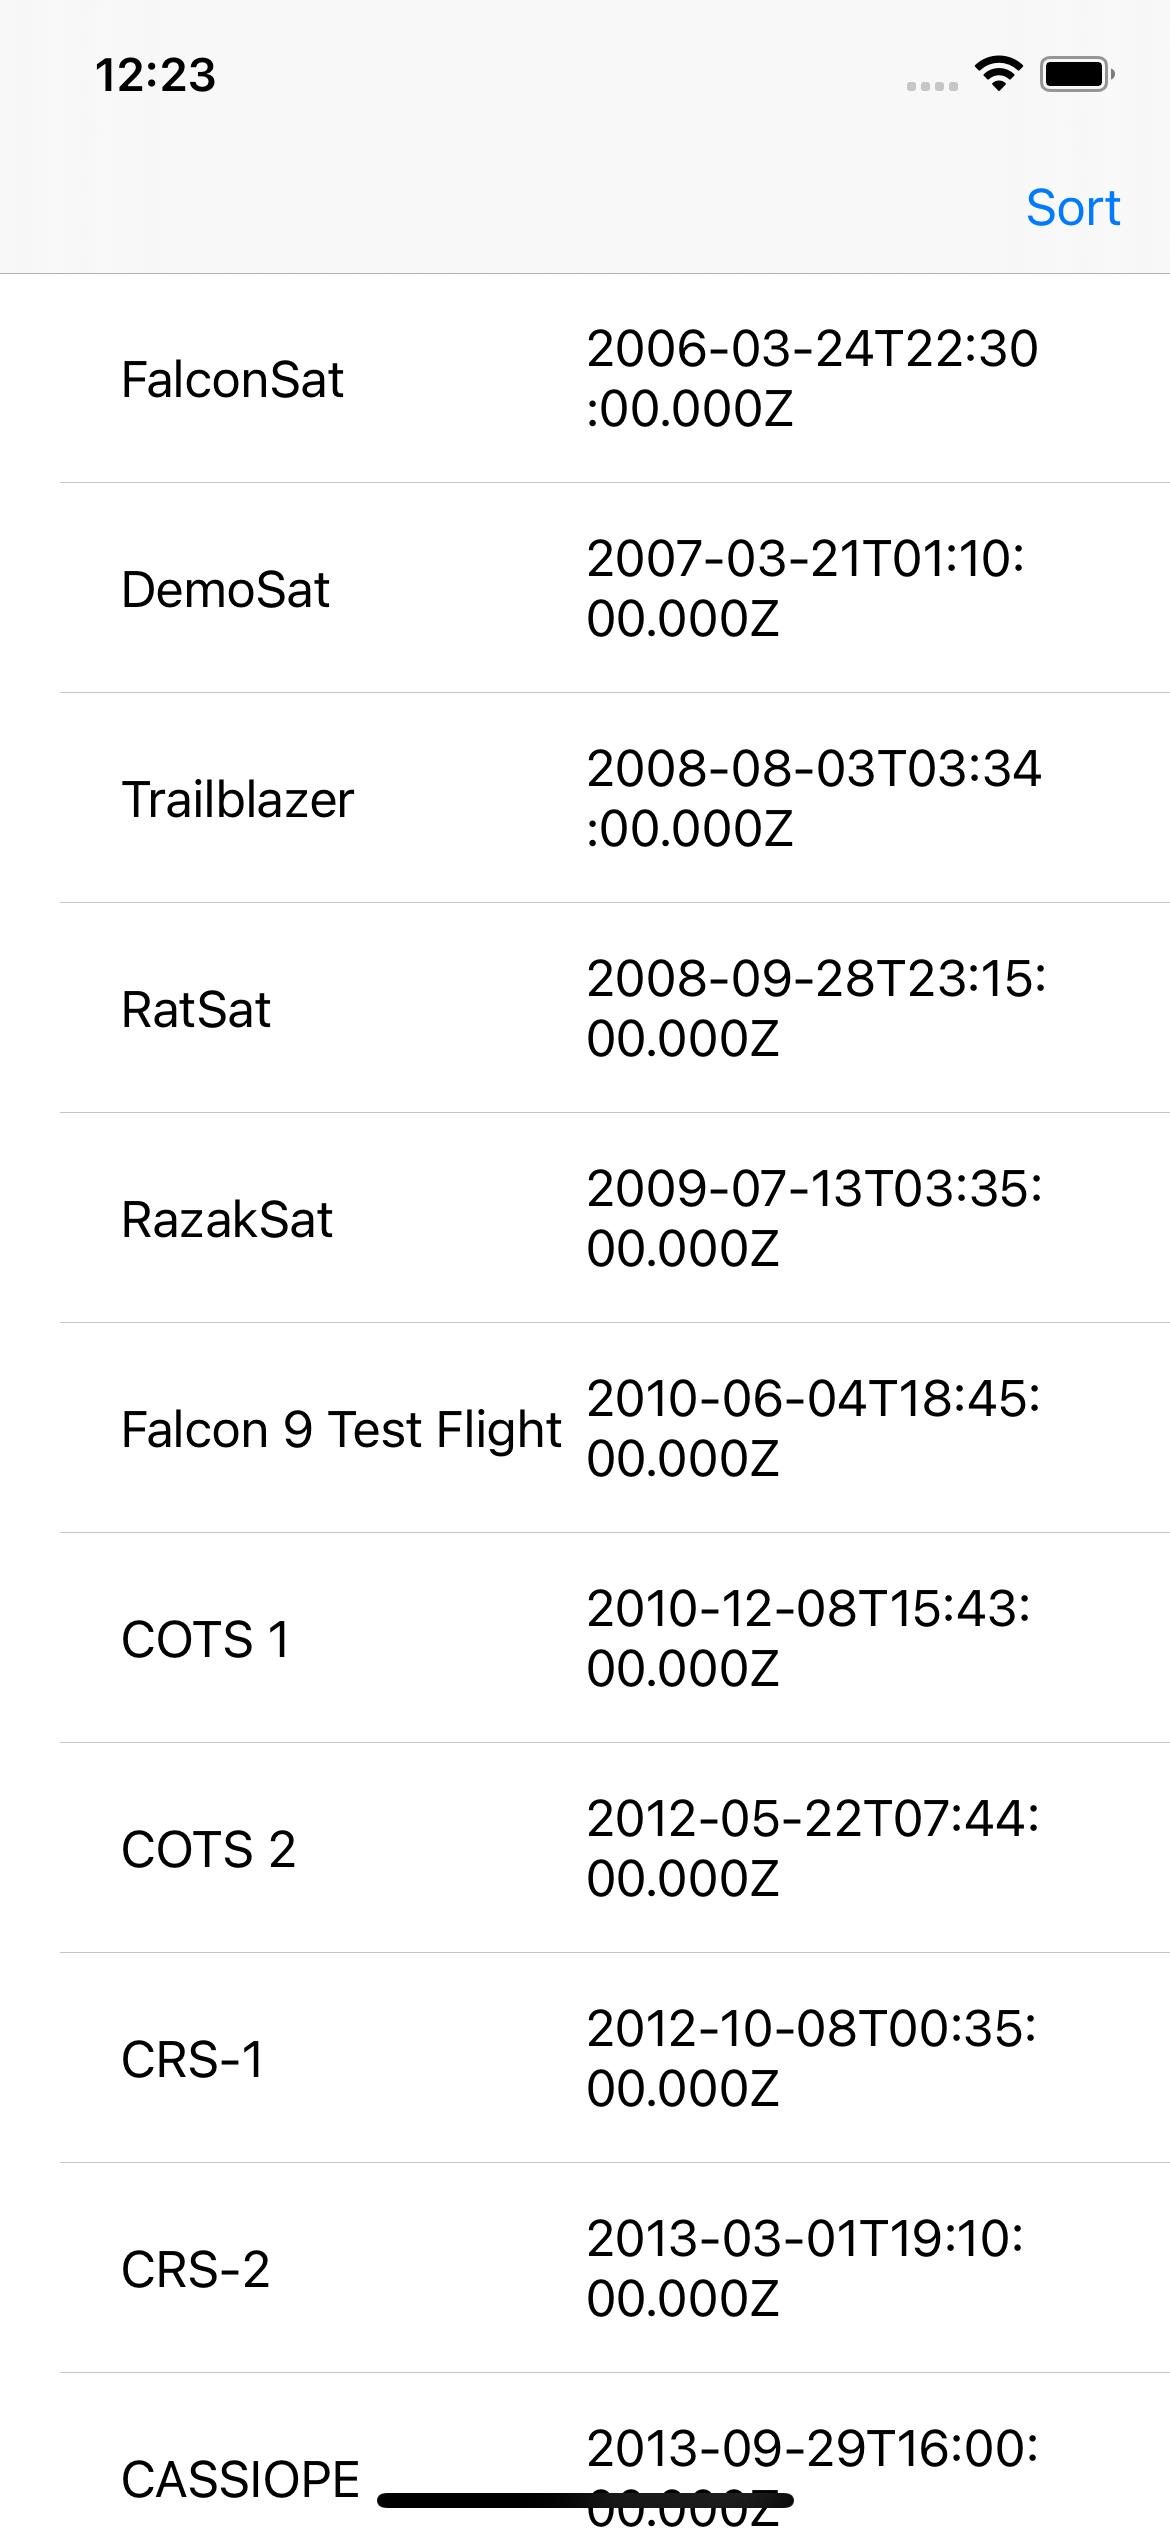 12:23
Sort
FalconSat
2006-03-24T22:30
:00.000Z
DemoSat
2007-03-21T01:10:
00.000Z
Trailblazer
2008-08-03T03:34
:00.000Z
RatSat
2008-09-28T23:15:
00.000Z
RazakSat
2009-07-13T03:35:
00.000Z
Falcon 9 Test Flight
2010-06-04T18:45:
00.000Z
COTS 1
2010-12-08T15:43:
00.000Z
COTS 2
2012-05-22T07:44:
00.000Z
CRS-1
2012-10-08T00:35:
00.000Z
CRS-2
2013-03-01T19:10:
00.000Z
CASSIOPE
2013-09-29T16:00:
00.000Z